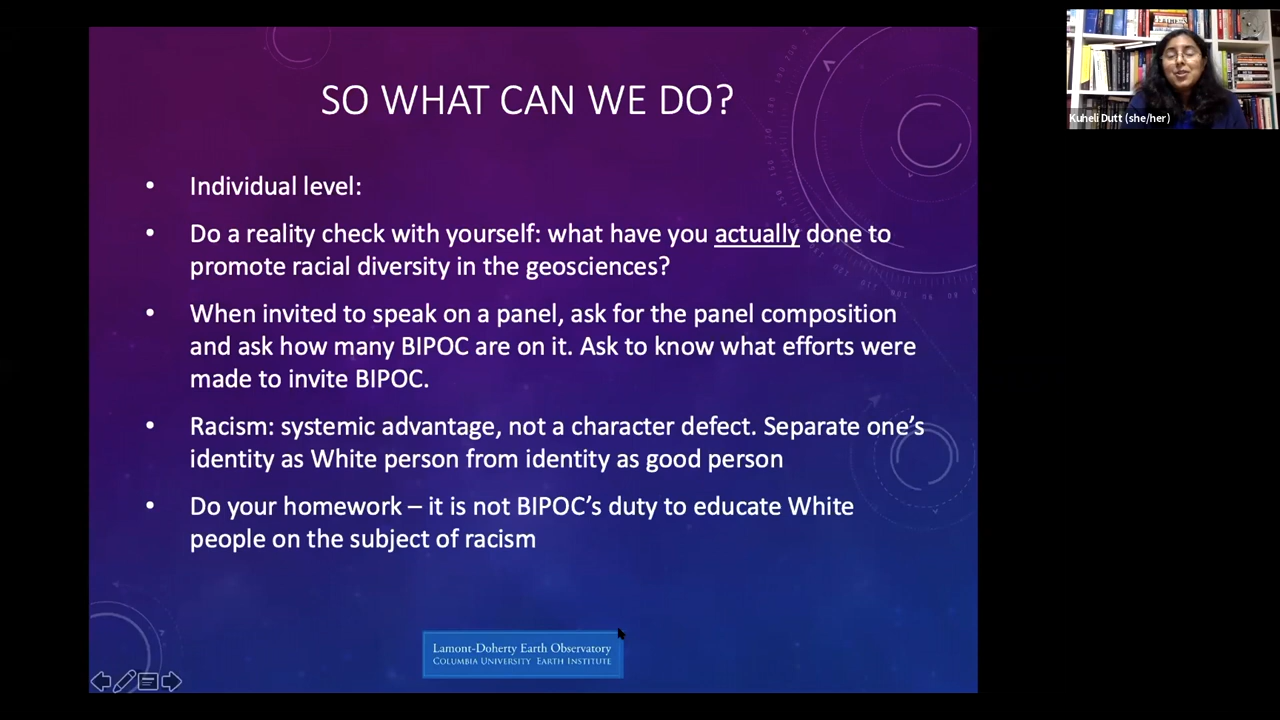 SO WHAT CAN WE DO?
• Individual level:
• Do a reality check with yourself: what have you actually done to
promote racial diversity in the geosciences?
• When invited to speak on a panel, ask for the panel composition
and ask how many BIPOC are on it. Ask to know what efforts were
made to invite BIPOC.
• Racism: systemic advantage, not a character defect. Separate one's
identity as White person from identity as good person
• Do your homework – it is not BIPOC's duty to educate White
people on the subject of racism
Lamont-Doherty Earth Observatory
COLUMBIA UNIVERSITY EARTH INSTITUTE
Kuheli Dutt (she/her)